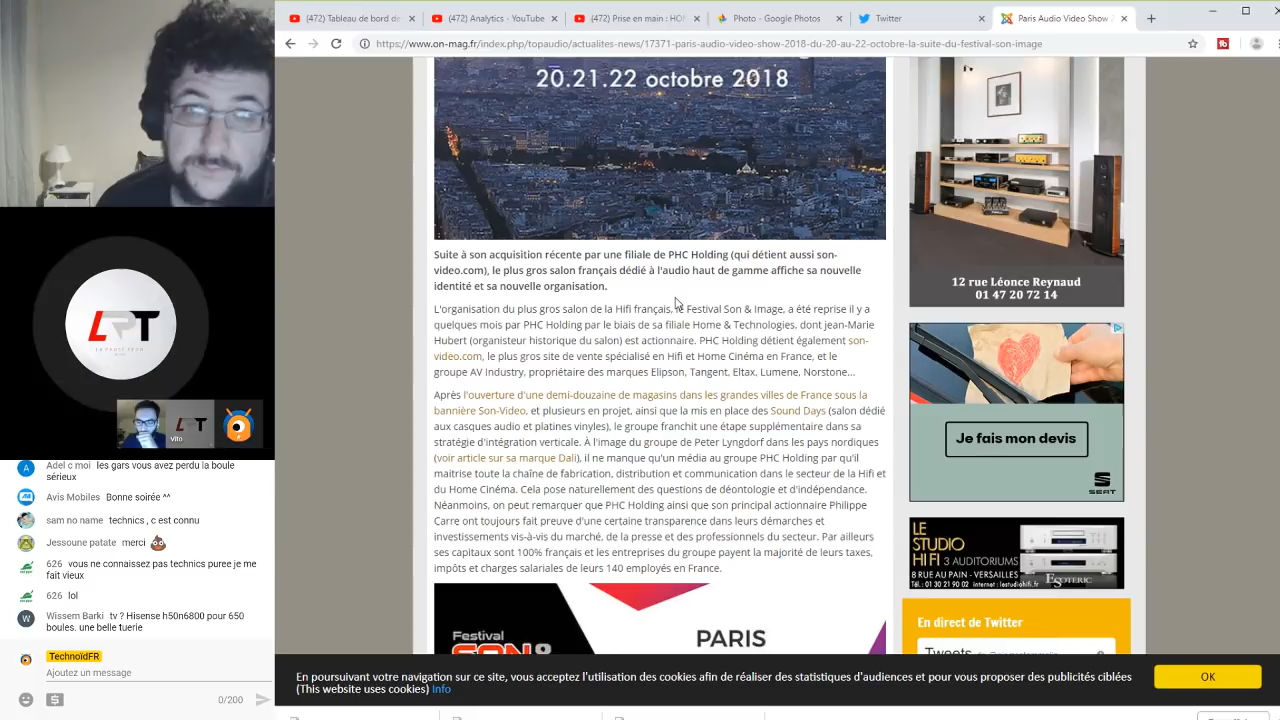 (472) Tableau de bord de
(472) Analytics - YouTube
(472) Prise en main : HON
Photo - Google Photos
Twitter
Paris Audio Video Show 2
https://www.on-mag.fr/index.php/topaudio/actualites-news/17371-paris-audio-video-show-2018-du-20-au-22-octobre-la-suite-du-festival-son-image
20.21.22 octobre 2018
Suite à son acquisition récente par une filiale de PHC Holding (qui détient aussi son-
video.com), le plus gros salon français dédié à l'audio haut de gamme affiche sa nouvelle
identité et sa nouvelle organisation.
L'organisation du plus gros salon de la Hifi français, le Festival Son & Image, a été reprise il y a
quelques mois par PHC Holding par le biais de sa filiale Home & Technologies, dont jean-Marie
Hubert (organisteur historique du salon) est actionnaire. PHC Holding détient également son-
video.com, le plus gros site de vente spécialisé en Hifi et Home Cinéma en France, et le
groupe AV Industry, propriétaire des marques Elipson, Tangent, Eltax, Lumene, Norstone...
Après l'ouverture d'une demi-douzaine de magasins dans les grandes villes de France sous la
bannière Son-Video, et plusieurs en projet, ainsi que la mis en place des Sound Days (salon dédié
aux casques audio et platines vinyles), le groupe franchit une étape supplémentaire dans sa
stratégie d'intégration verticale. À l'image du groupe de Peter Lyngdorf dans les pays nordiques
(voir article sur sa marque Dali), il ne manque qu'un média au groupe PHC Holding par qu'il
maitrise toute la chaîne de fabrication, distribution et communication dans le secteur de la Hifi et
du Home Cinéma. Cela pose naturellement des questions de déontologie et d'indépendance.
Néanmoins, on peut remarquer que PHC Holding ainsi que son principal actionnaire Philippe
Carre ont toujours fait preuve d'une certaine transparence dans leurs démarches et
investissements vis-à-vis du marché, de la presse et des professionnels du secteur. Par ailleurs
ses capitaux sont 100% français et les entreprises du groupe payent la majorité de leurs taxes,
impôts et charges salariales de leurs 140 employés en France.
Festival
SON &
PARIS
12 rue Léonce Reynaud
01 47 20 72 14
Je fais mon devis
SEAT
LE
STUDIO
HIFI 3 AUDITORIUMS
8 RUE AU PAIN - VERSAILLES
Tél : 01 30 21 90 02 internet : lestudiohifi.fr
ESOTERIC
En direct de Twitter
Tweets
En poursuivant votre navigation sur ce site, vous acceptez l'utilisation des cookies afin de réaliser des statistiques d'audiences et pour vous proposer des publicités ciblées
(This website uses cookies) Info
OK
LRT
LRT
Vito
Adel c moi les gars vous avez perdu la boule
sérieux
Avis Mobiles Bonne soirée ^^
sam no name technics , c est connu
Jessoune patate merci
626 vous ne connaissez pas technics puree je me
fait vieux
626 lol
Wissem Barki tv ? Hisense h50n6800 pour 650
boules. une belle tuerie
TechnoïdFR
Ajoutez un message
0/200